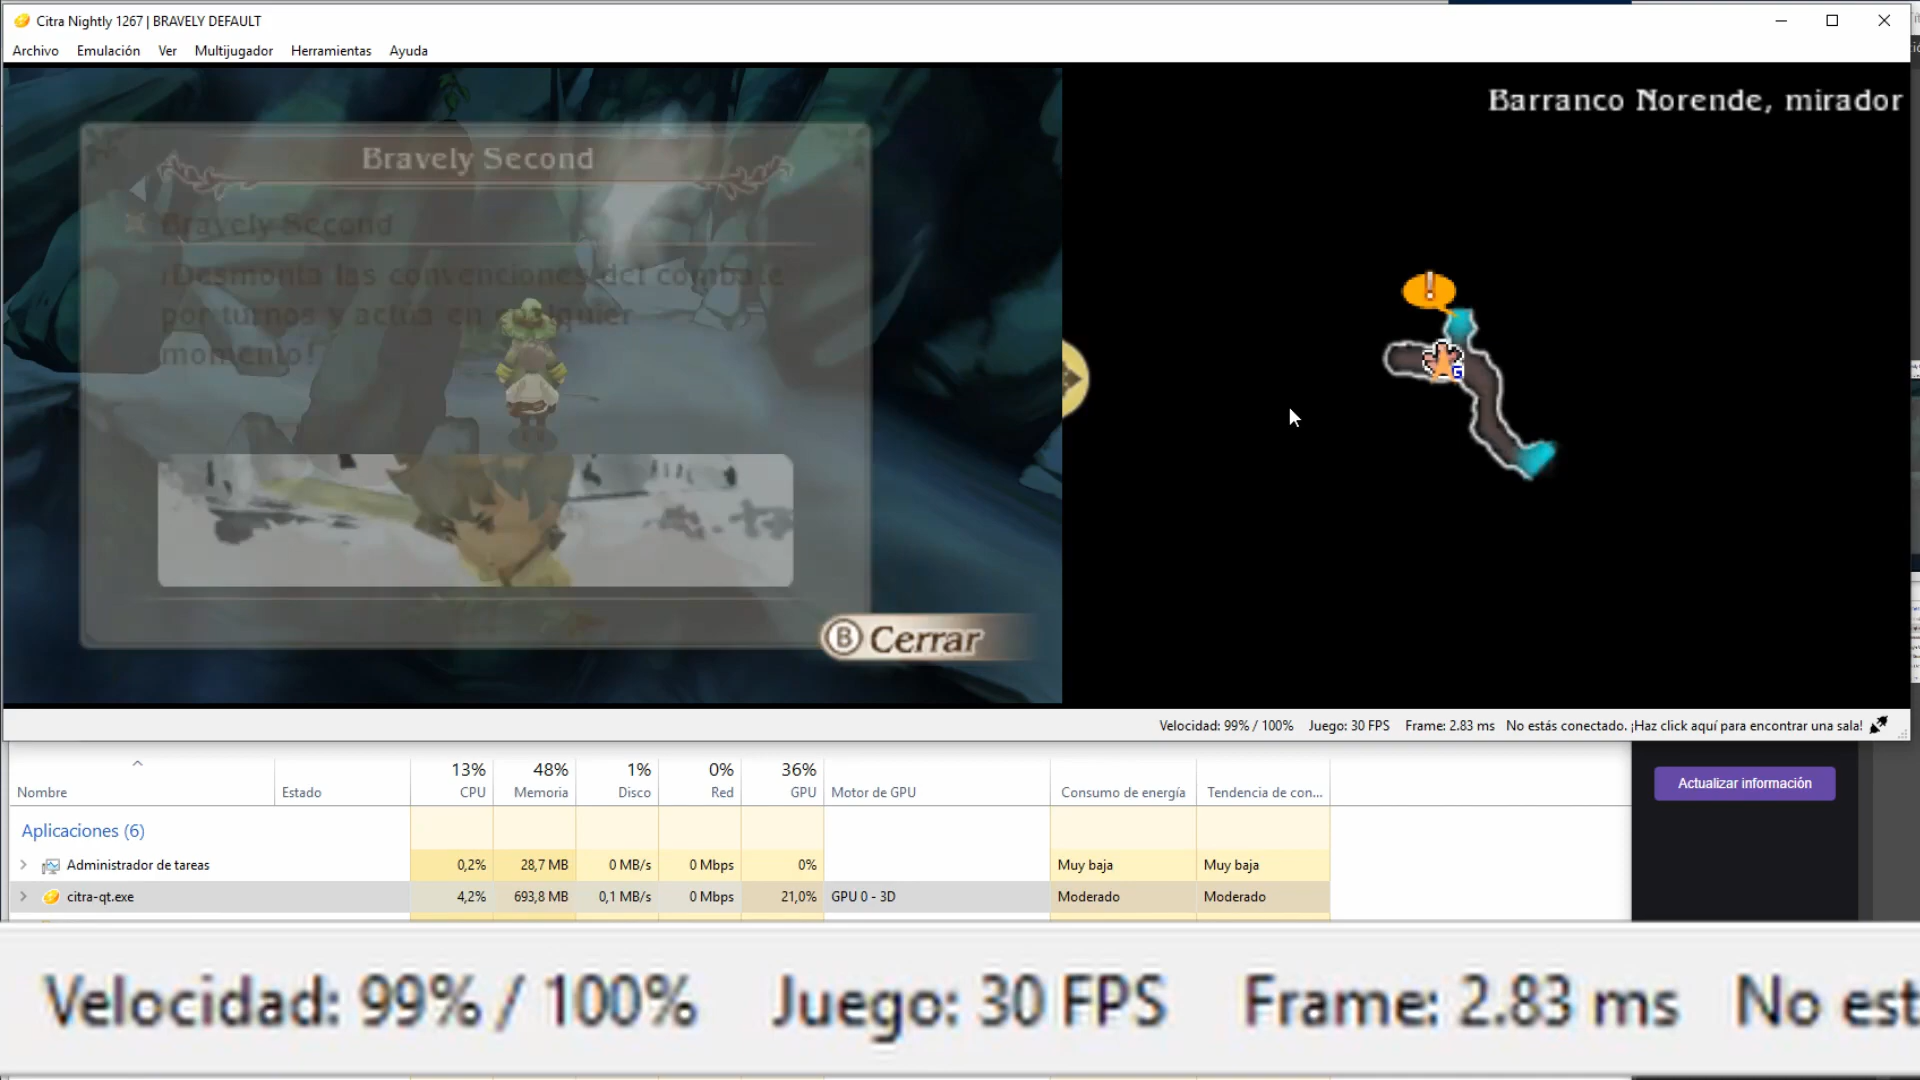 Citra Nightly 1267 | BRAVELY DEFAULT
Archivo Emulación Ver Multijugador Herramientas Ayuda
Barranco Norende, mirador
Bravely Second
Bravely Second
¡Desmonta las convenciones del combate
por turnos y actúa en cualquier
momento!
G
B Cerrar
Velocidad: 99% / 100% Juego: 30 FPS Frame: 2.83 ms No estás conectado. ¡Haz click aquí para encontrar una sala!
13% 48% 1% 0% 36%
Nombre Estado CPU Memoria Disco Red GPU Motor de GPU Consumo de energía Tendencia de con...
Actualizar información
Aplicaciones (6)
Administrador de tareas 0,2% 28,7 MB 0 MB/s 0 Mbps 0% Muy baja Muy baja
citra-qt.exe 4,2% 693,8 MB 0,1 MB/s 0 Mbps 21,0% GPU 0 - 3D Moderado Moderado
Velocidad: 99% / 100% Juego: 30 FPS Frame: 2.83 ms No est